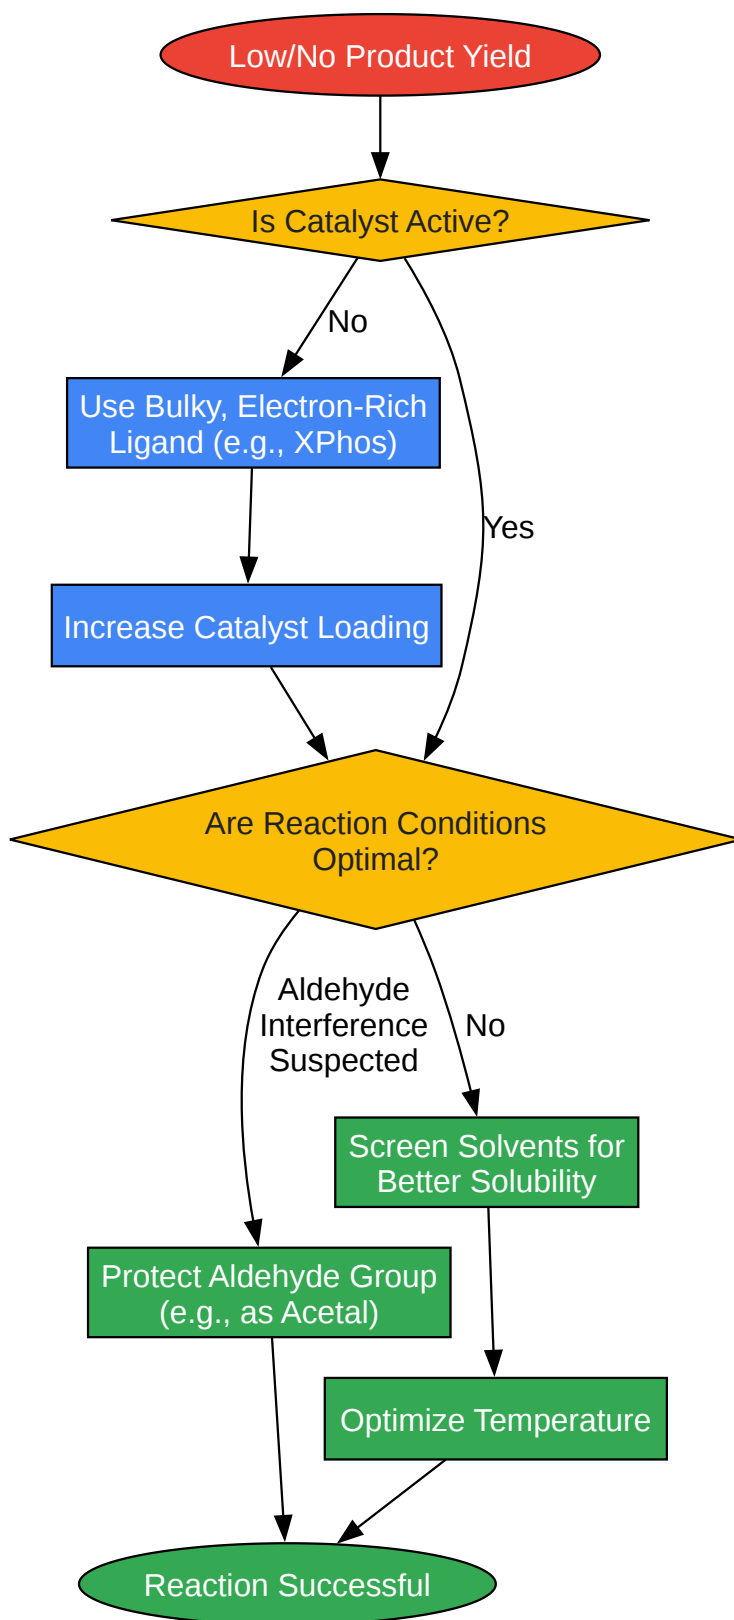 Low/No Product Yield
Is Catalyst Active?
No
Use Bulky, Electron-Rich
Ligand (e.g., XPhos)
Yes
Increase Catalyst Loading
Are Reaction Conditions
Optimal?
Aldehyde
Interference
Suspected
No
Screen Solvents for
Better Solubility
Protect Aldehyde Group
(e.g., as Acetal)
Optimize Temperature
Reaction Successful